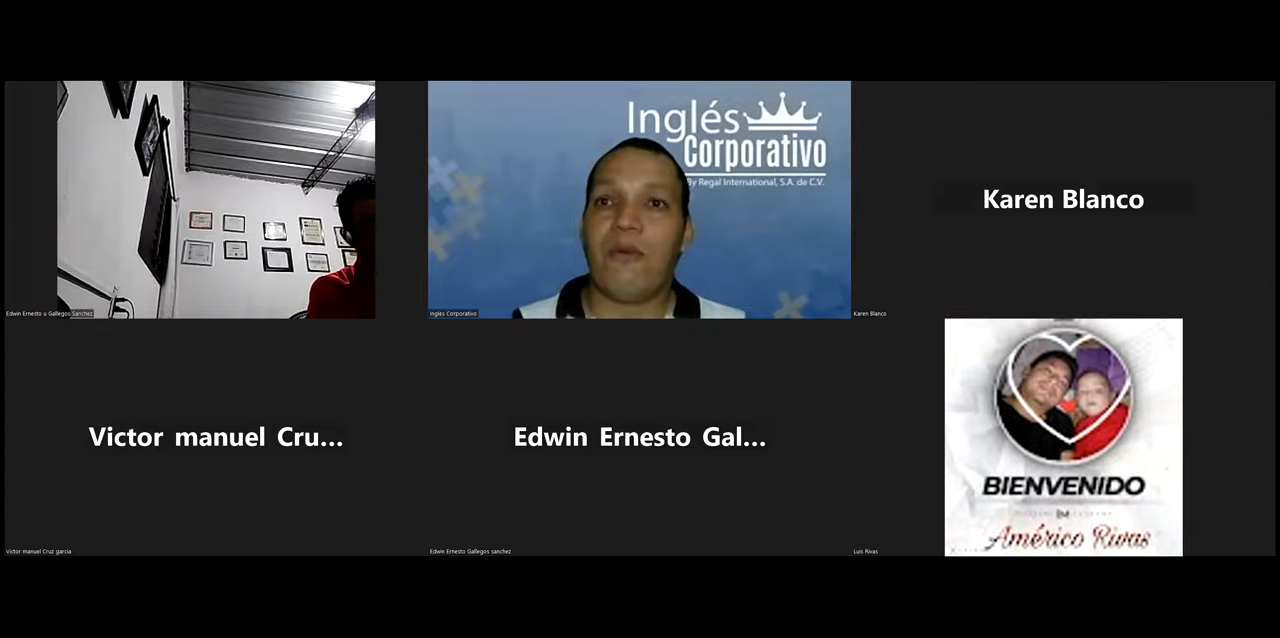 Inglés
Corporativo
By Regal International, S.A. de C.V.
Karen Blanco
Edwin Ernesto u Gallegos Sanchez
Ingles Corporativo
Karen Blanco
Victor manuel Cru...
Edwin Ernesto Gal...
BIENVENIDO
Américo Rivas
Victor manuel Cruz garcia
Edwin Ernesto Gallegos sanchez
Luis Rivas